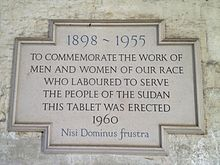 1898 ~ 1955
TO COMMEMORATE THE WORK OF
MEN AND WOMEN OF OUR RACE
WHO LABOURED TO SERVE
THE PEOPLE OF THE SUDAN
THIS TABLET WAS ERECTED
1960
Nisi Dominus frustra